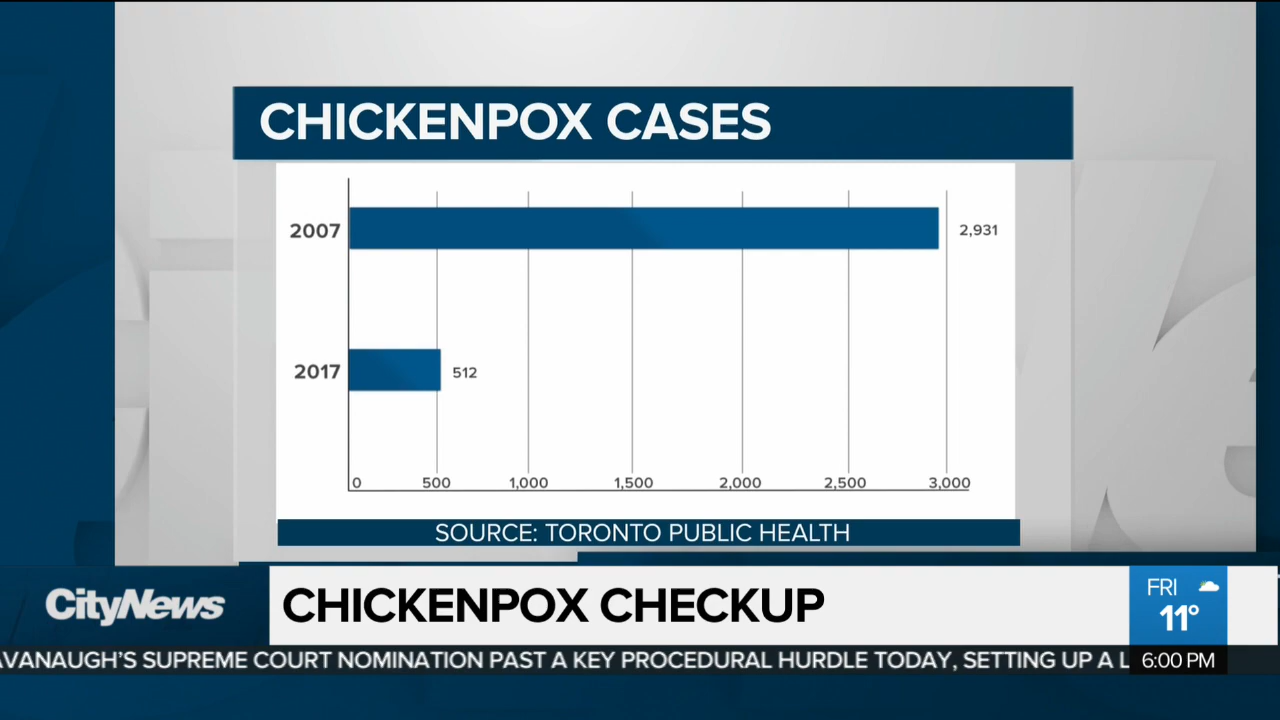 CHICKENPOX CASES
2007 2,931
2017 512
0 500 1,000 1,500 2,000 2,500 3,000
SOURCE: TORONTO PUBLIC HEALTH
CityNews
CHICKENPOX CHECKUP
FRI
11°
AVANAUGH'S SUPREME COURT NOMINATION PAST A KEY PROCEDURAL HURDLE TODAY, SETTING UP A L
6:00 PM